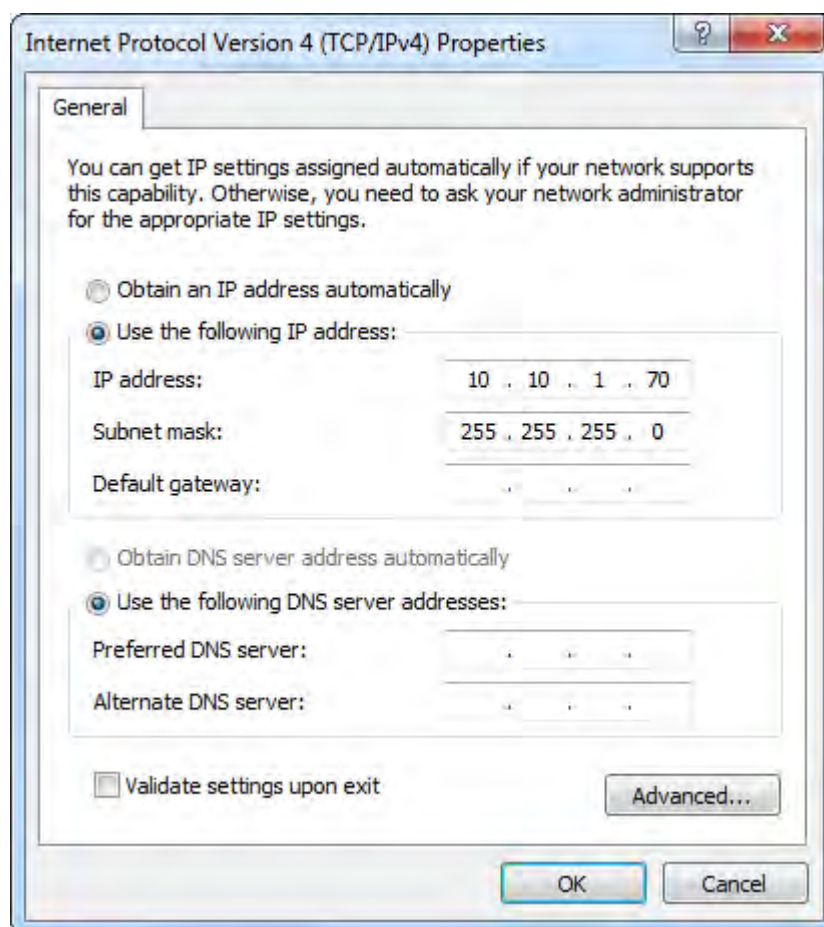 Internet Protocol Version 4 (TCP/IPv4) Properties
General
You can get IP settings assigned automatically if your network supports
this capability. Otherwise, you need to ask your network administrator
for the appropriate IP settings.
Obtain an IP address automatically
Use the following IP address:
IP address: 10 . 10 . 1 . 70
Subnet mask: 255 . 255 . 255 . 0
Default gateway: . . .
Obtain DNS server address automatically
Use the following DNS server addresses:
Preferred DNS server: . . .
Alternate DNS server: . . .
Validate settings upon exit
Advanced...
OK Cancel